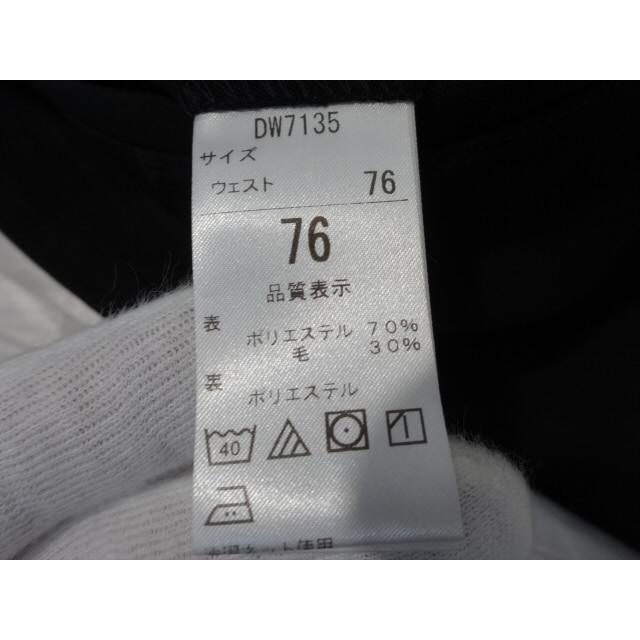 DW7135
サイズ
ウェスト 76
76
品質表示
表 ポリエステル 70%
毛 30%
裏 ポリエステル
40